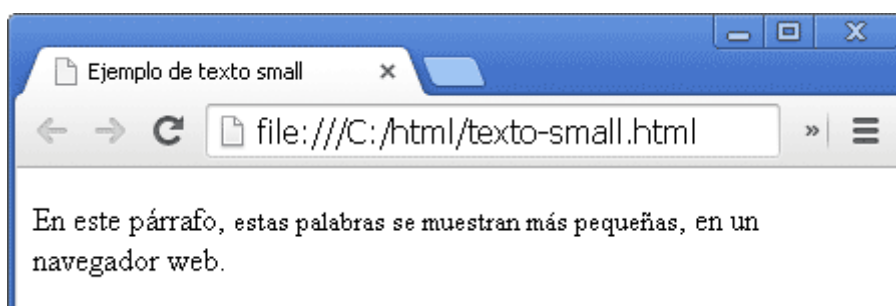 Ejemplo de texto small
file:///C:/html/texto-small.html
En este párrafo, estas palabras se muestran más pequeñas, en un
navegador web.